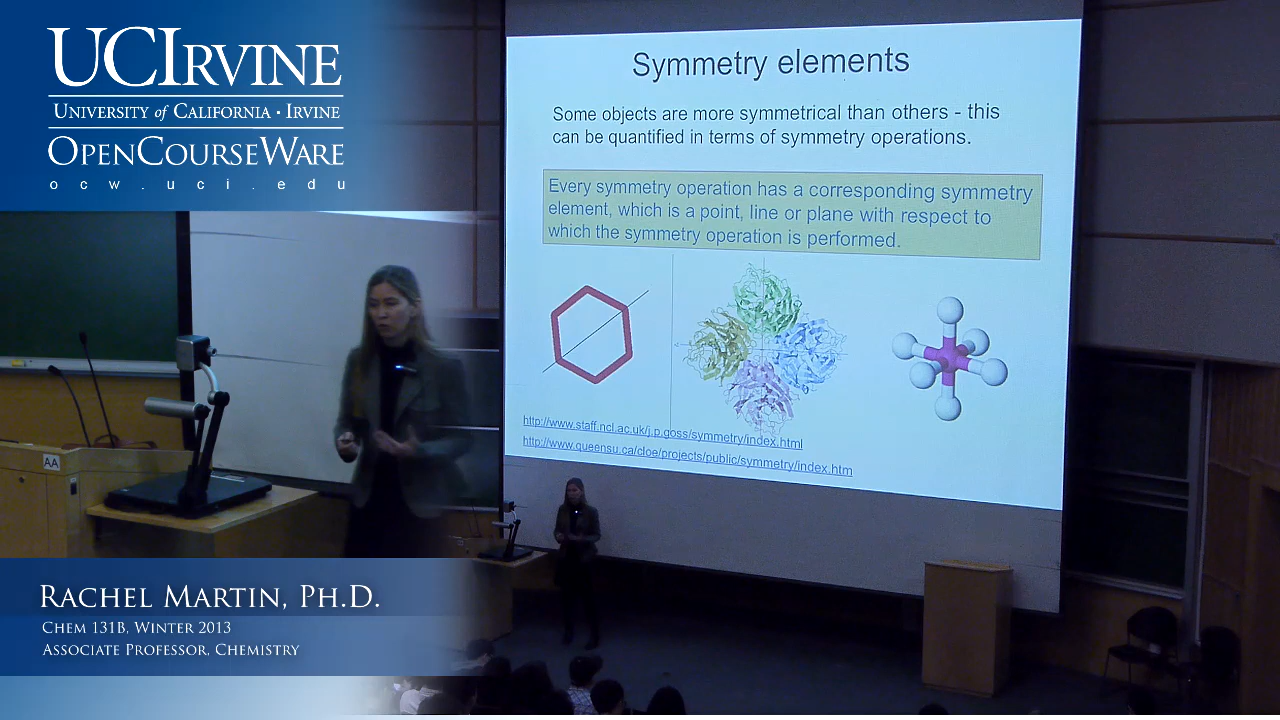 UCIRVINE
UNIVERSITY of CALIFORNIA · IRVINE
OPENCOURSEWARE
ocw.uci.edu
Symmetry elements
Some objects are more symmetrical than others - this
can be quantified in terms of symmetry operations.
Every symmetry operation has a corresponding symmetry
element, which is a point, line or plane with respect to
which the symmetry operation is performed.
http://www.staff.ncl.ac.uk/j.p.goss/symmetry/index.html
http://www.queensu.ca/cloe/projects/public/symmetry/index.htm
AA
RACHEL MARTIN, PH.D.
CHEM 131B, WINTER 2013
ASSOCIATE PROFESSOR, CHEMISTRY